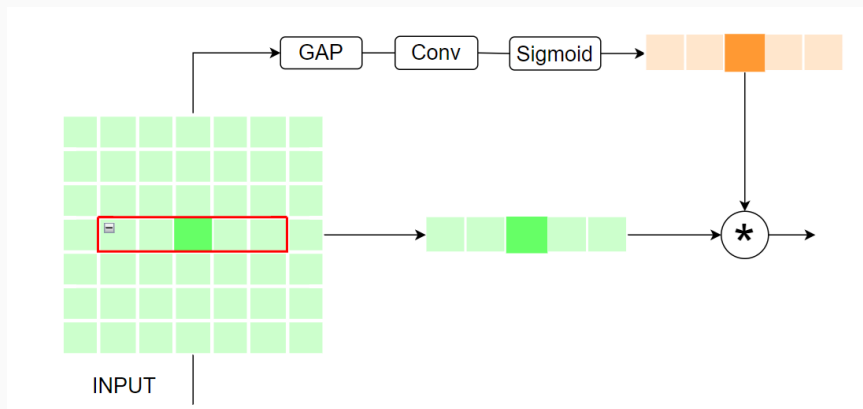 GAP
Conv
Sigmoid
*
INPUT